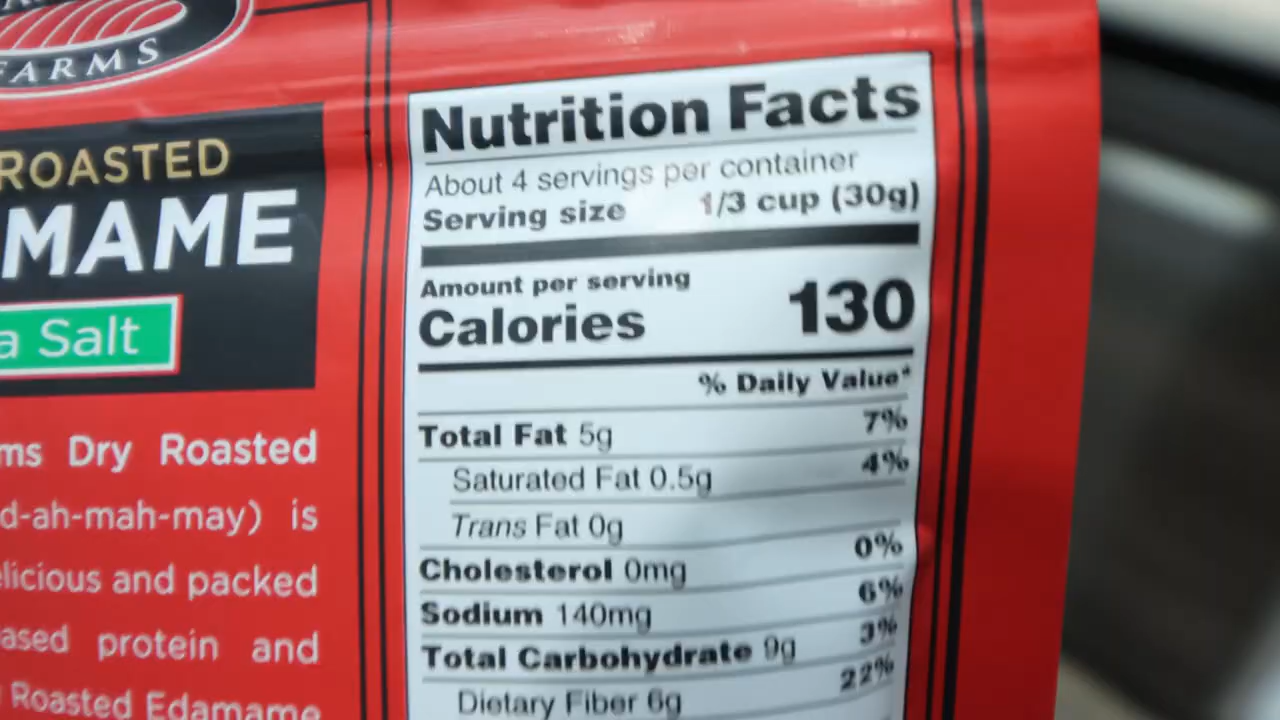 FARMS
ROASTED
MAME
a Salt
ms Dry Roasted
d-ah-mah-may) is
elicious and packed
ased protein and
Roasted Edamame
Nutrition Facts
About 4 servings per container
Serving size 1/3 cup (30g)
Amount per serving
Calories 130
% Daily Value*
Total Fat 5g 7%
Saturated Fat 0.5g 4%
Trans Fat 0g
Cholesterol 0mg 0%
Sodium 140mg 6%
Total Carbohydrate 9g 3%
Dietary Fiber 6g 22%